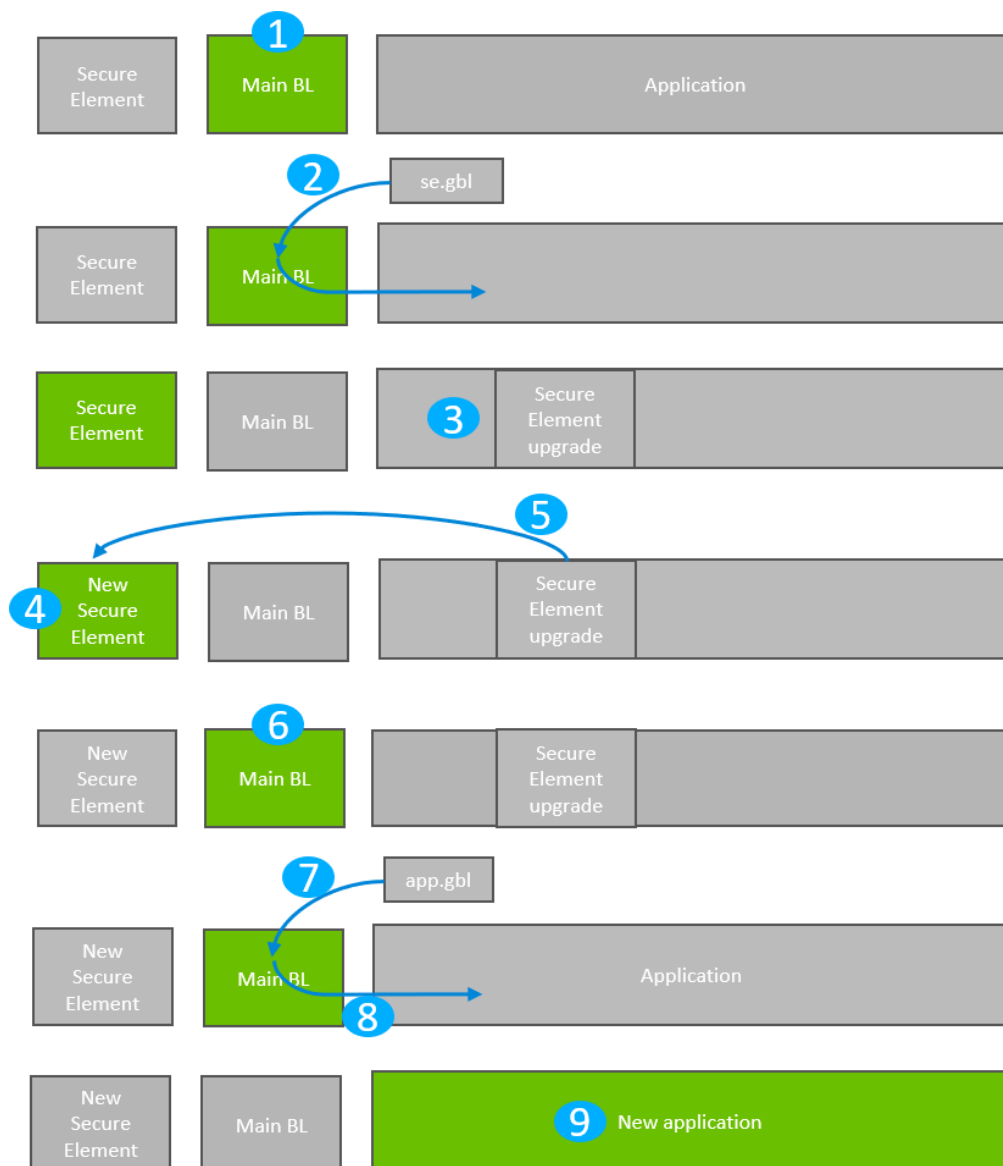 1
Secure
Element
Main BL
Application
2
se.gbl
Secure
Element
Main BL
Secure
Element
Main BL
3
Secure
Element
upgrade
5
4
New
Secure
Element
Main BL
Secure
Element
upgrade
6
New
Secure
Element
Main BL
Secure
Element
upgrade
7
app.gbl
New
Secure
Element
Main BL
8
Application
New
Secure
Element
Main BL
9
New application